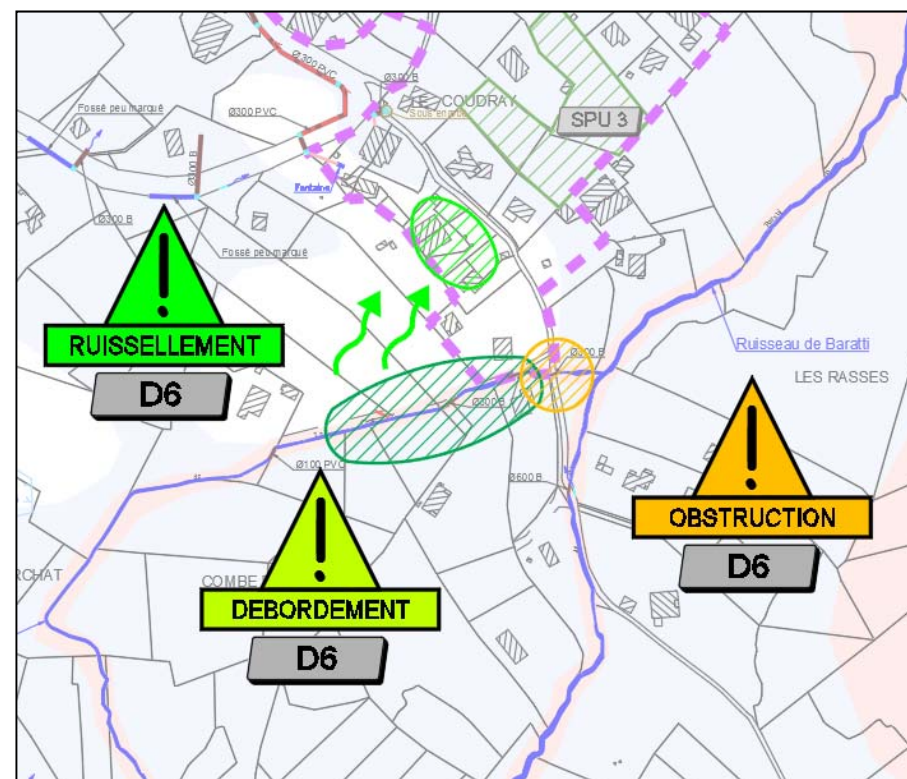 Ø300 PVC
Ø300 B
LE COUDRAY
Fossé peu marqué
Ø300 PVC
SPU 3
Ø300 B
Fontaine
Ø300 B
Fossé peu marqué
RUISSELLEMENT
D6
Ruisseau de Baratti
LES RASSES
Ø300 B
Ø100 PVC
Ø600 B
OBSTRUCTION
D6
RCHAT
COMBE
DEBORDEMENT
D6